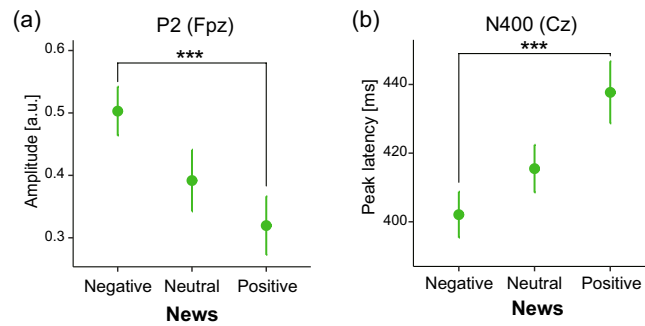 (a)
P2 (Fpz)
0.6
0.5
0.4
0.3
Amplitude [a.u.]
***
Negative Neutral Positive
News
(b)
N400 (Cz)
440
420
400
Peak latency [ms]
***
Negative Neutral Positive
News